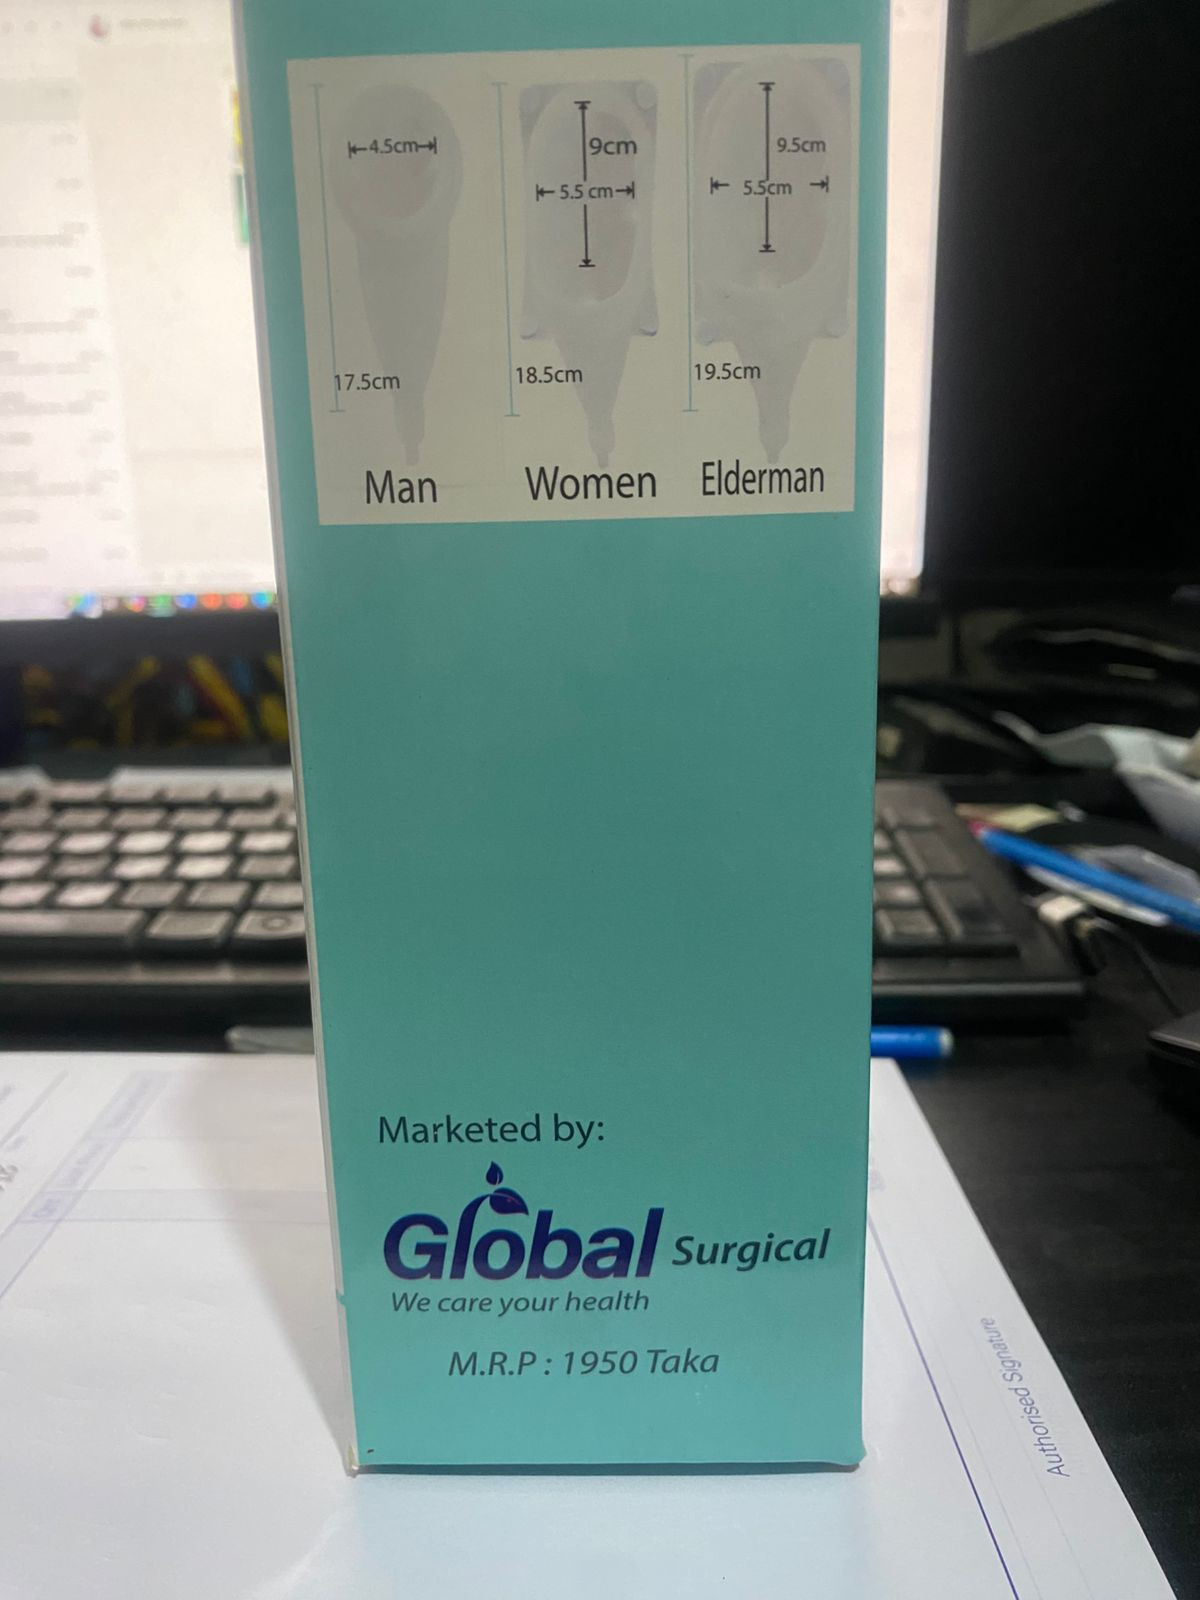 4.5cm
17.5cm
Man
9cm
5.5 cm
18.5cm
Women
9.5cm
5.5cm
19.5cm
Elderman
Marketed by:
Global Surgical
We care your health
M.R.P : 1950 Taka
Authorised Signature